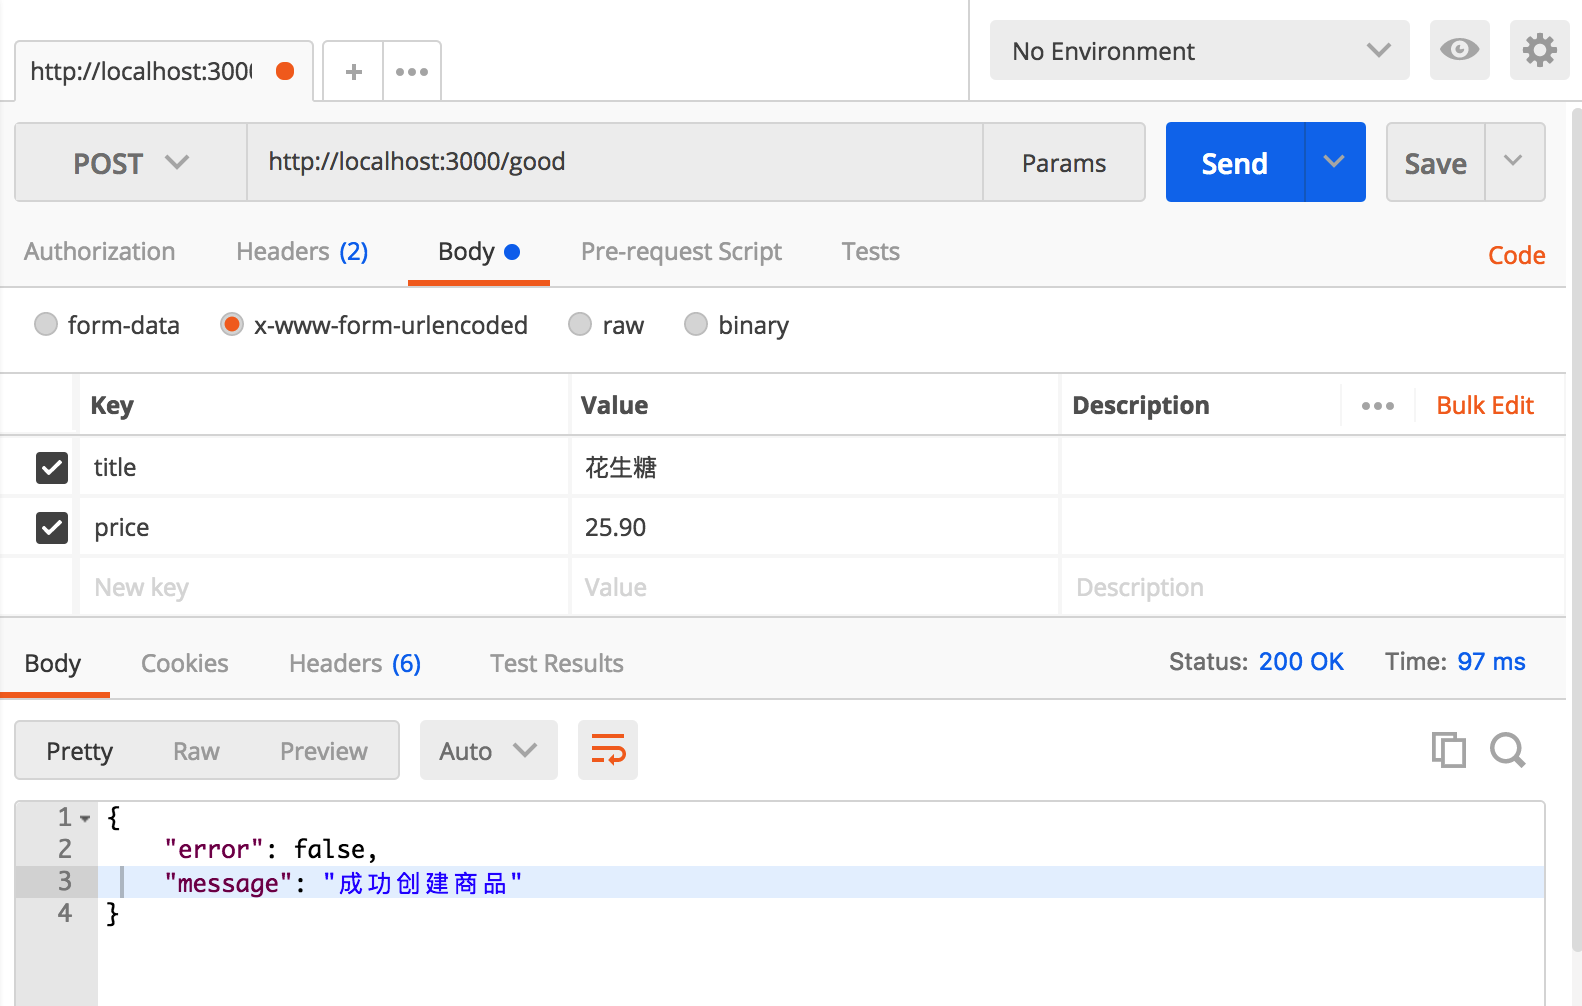 http://localhost:300
No Environment
POST http://localhost:3000/good Params Send Save
Authorization Headers (2) Body Pre-request Script Tests Code
form-data x-www-form-urlencoded raw binary
Key Value Description Bulk Edit
title 花生糖
price 25.90
New key Value Description
Body Cookies Headers (6) Test Results Status: 200 OK Time: 97 ms
Pretty Raw Preview Auto
1 {
2 "error": false,
3 "message": "成功创建商品"
4 }